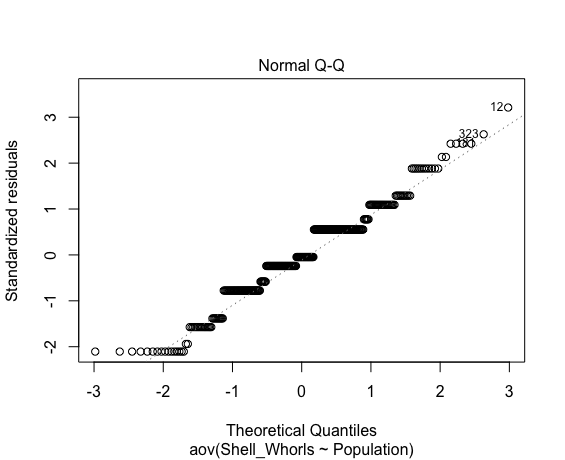 Normal Q-Q
Standardized residuals
3
2
1
0
-1
-2
12
323
-3 -2 -1 0 1 2 3
Theoretical Quantiles
aov(Shell_Whorls ~ Population)